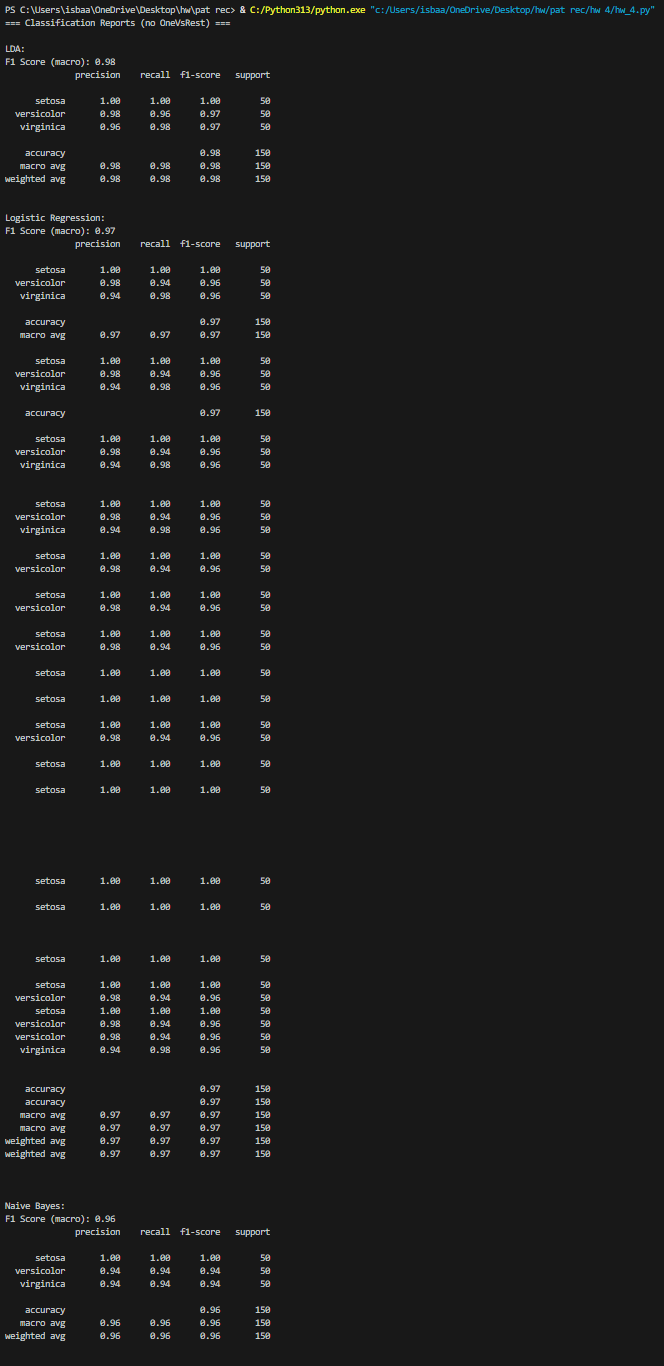 PS C:\Users\isbaa\OneDrive\Desktop\hw\pat rec> & C:/Python313/python.exe "c:/Users/isbaa/OneDrive/Desktop/hw/pat rec/hw 4/hw_4.py"
=== Classification Reports (no OneVsRest) ===
LDA:
F1 Score (macro): 0.98
precision recall f1-score support
setosa 1.00 1.00 1.00 50
versicolor 0.98 0.96 0.97 50
virginica 0.96 0.98 0.97 50
accuracy 0.98 150
macro avg 0.98 0.98 0.98 150
weighted avg 0.98 0.98 0.98 150
Logistic Regression:
F1 Score (macro): 0.97
precision recall f1-score support
setosa 1.00 1.00 1.00 50
versicolor 0.98 0.94 0.96 50
virginica 0.94 0.98 0.96 50
accuracy 0.97 150
macro avg 0.97 0.97 0.97 150
setosa 1.00 1.00 1.00 50
versicolor 0.98 0.94 0.96 50
virginica 0.94 0.98 0.96 50
accuracy 0.97 150
setosa 1.00 1.00 1.00 50
versicolor 0.98 0.94 0.96 50
virginica 0.94 0.98 0.96 50
setosa 1.00 1.00 1.00 50
versicolor 0.98 0.94 0.96 50
virginica 0.94 0.98 0.96 50
setosa 1.00 1.00 1.00 50
versicolor 0.98 0.94 0.96 50
setosa 1.00 1.00 1.00 50
versicolor 0.98 0.94 0.96 50
setosa 1.00 1.00 1.00 50
versicolor 0.98 0.94 0.96 50
setosa 1.00 1.00 1.00 50
setosa 1.00 1.00 1.00 50
setosa 1.00 1.00 1.00 50
versicolor 0.98 0.94 0.96 50
setosa 1.00 1.00 1.00 50
setosa 1.00 1.00 1.00 50
setosa 1.00 1.00 1.00 50
setosa 1.00 1.00 1.00 50
setosa 1.00 1.00 1.00 50
setosa 1.00 1.00 1.00 50
versicolor 0.98 0.94 0.96 50
setosa 1.00 1.00 1.00 50
versicolor 0.98 0.94 0.96 50
versicolor 0.98 0.94 0.96 50
virginica 0.94 0.98 0.96 50
accuracy 0.97 150
accuracy 0.97 150
macro avg 0.97 0.97 0.97 150
macro avg 0.97 0.97 0.97 150
weighted avg 0.97 0.97 0.97 150
weighted avg 0.97 0.97 0.97 150
Naive Bayes:
F1 Score (macro): 0.96
precision recall f1-score support
setosa 1.00 1.00 1.00 50
versicolor 0.94 0.94 0.94 50
virginica 0.94 0.94 0.94 50
accuracy 0.96 150
macro avg 0.96 0.96 0.96 150
weighted avg 0.96 0.96 0.96 150